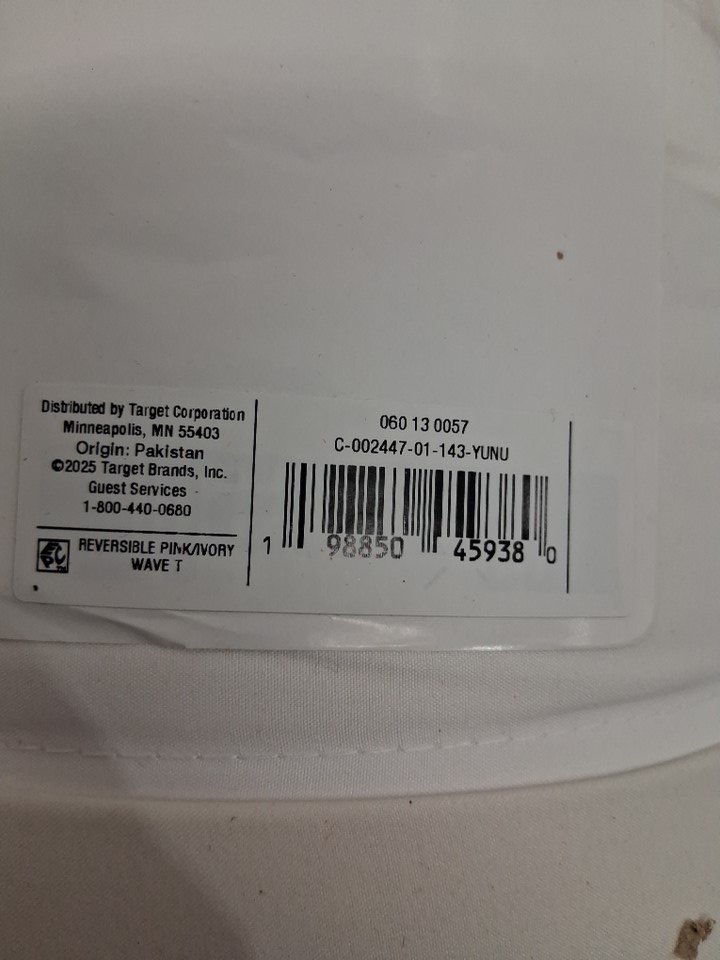 Distributed by Target Corporation
Minneapolis, MN 55403
Origin: Pakistan
©2025 Target Brands, Inc.
Guest Services
1-800-440-0680
EPC
REVERSIBLE PINK/IVORY
WAVE T
060 13 0057
C-002447-01-143-YUNU
1 98850 45938 0